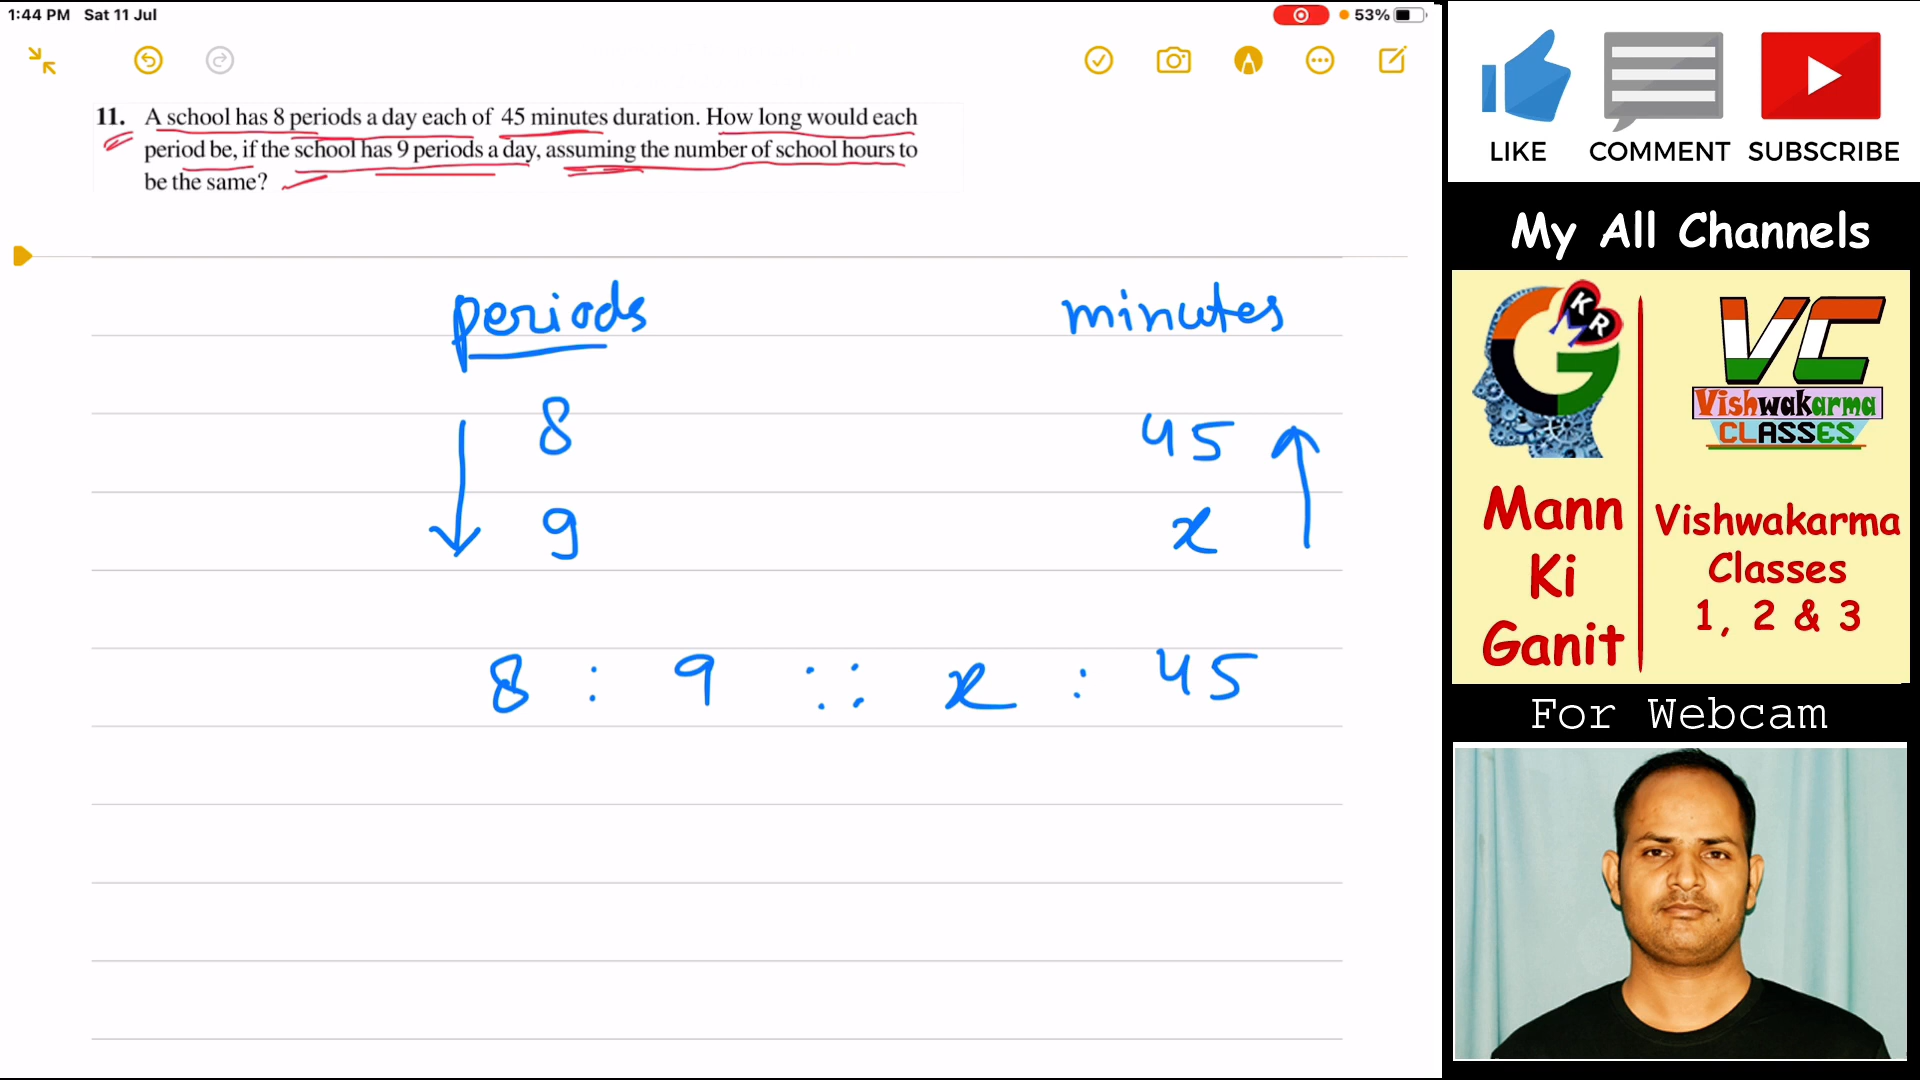 1:44 PM Sat 11 Jul 53%
11. A school has 8 periods a day each of 45 minutes duration. How long would each
period be, if the school has 9 periods a day, assuming the number of school hours to
be the same?
periods minutes
8 45
9 x
8 : 9 :: x : 45
LIKE COMMENT SUBSCRIBE
My All Channels
G K R
VC
Vishwakarma
CLASSES
Mann
Ki
Ganit
Vishwakarma
Classes
1, 2 & 3
For Webcam